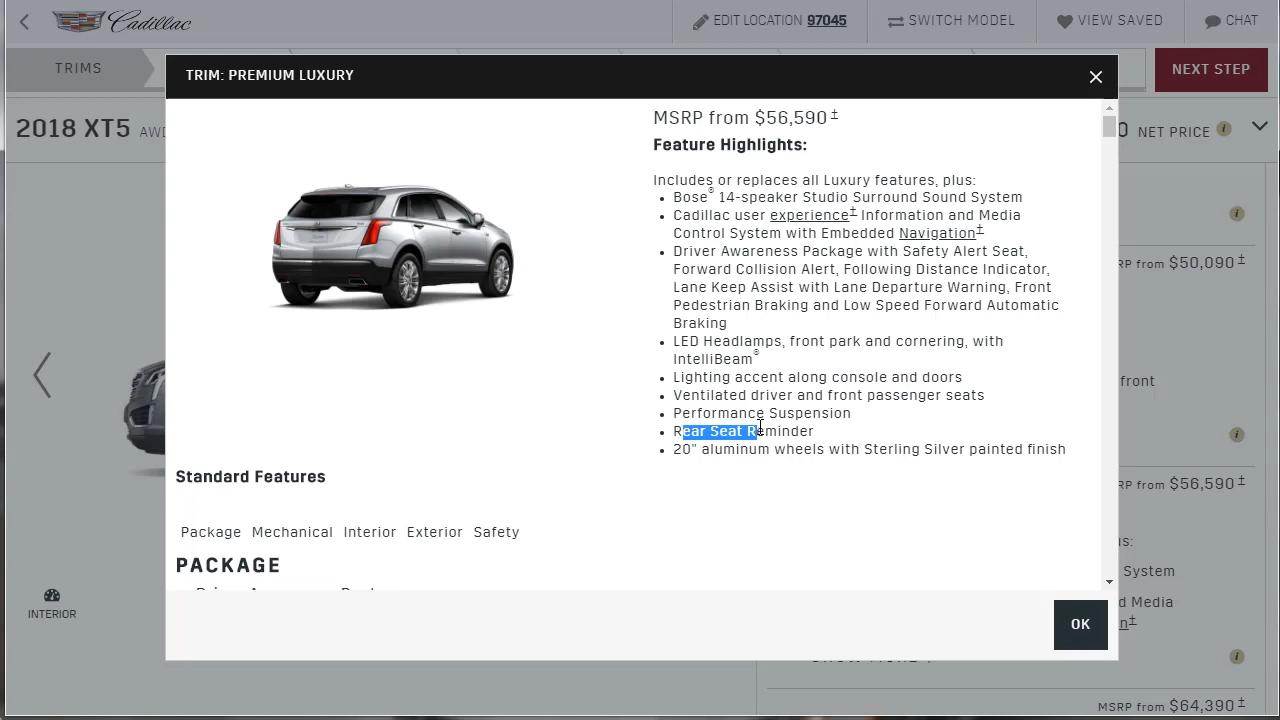 Cadillac
EDIT LOCATION 97045
SWITCH MODEL
VIEW SAVED
CHAT
TRIMS
NEXT STEP
TRIM: PREMIUM LUXURY
2018 XT5 AWD
0 NET PRICE
MSRP from $56,590 ‡
Feature Highlights:
Includes or replaces all Luxury features, plus:
Bose® 14-speaker Studio Surround Sound System
Cadillac user experience‡ Information and Media
Control System with Embedded Navigation‡
Driver Awareness Package with Safety Alert Seat,
Forward Collision Alert, Following Distance Indicator,
Lane Keep Assist with Lane Departure Warning, Front
Pedestrian Braking and Low Speed Forward Automatic
Braking
LED Headlamps, front park and cornering, with
IntelliBeam®
Lighting accent along console and doors
Ventilated driver and front passenger seats
Performance Suspension
Rear Seat Reminder
20" aluminum wheels with Sterling Silver painted finish
Standard Features
Package Mechanical Interior Exterior Safety
PACKAGE
INTERIOR
OK
RP from $50,090 ‡
front
RP from $56,590 ‡
us:
System
d Media
n‡
MSRP from $64,390 ‡